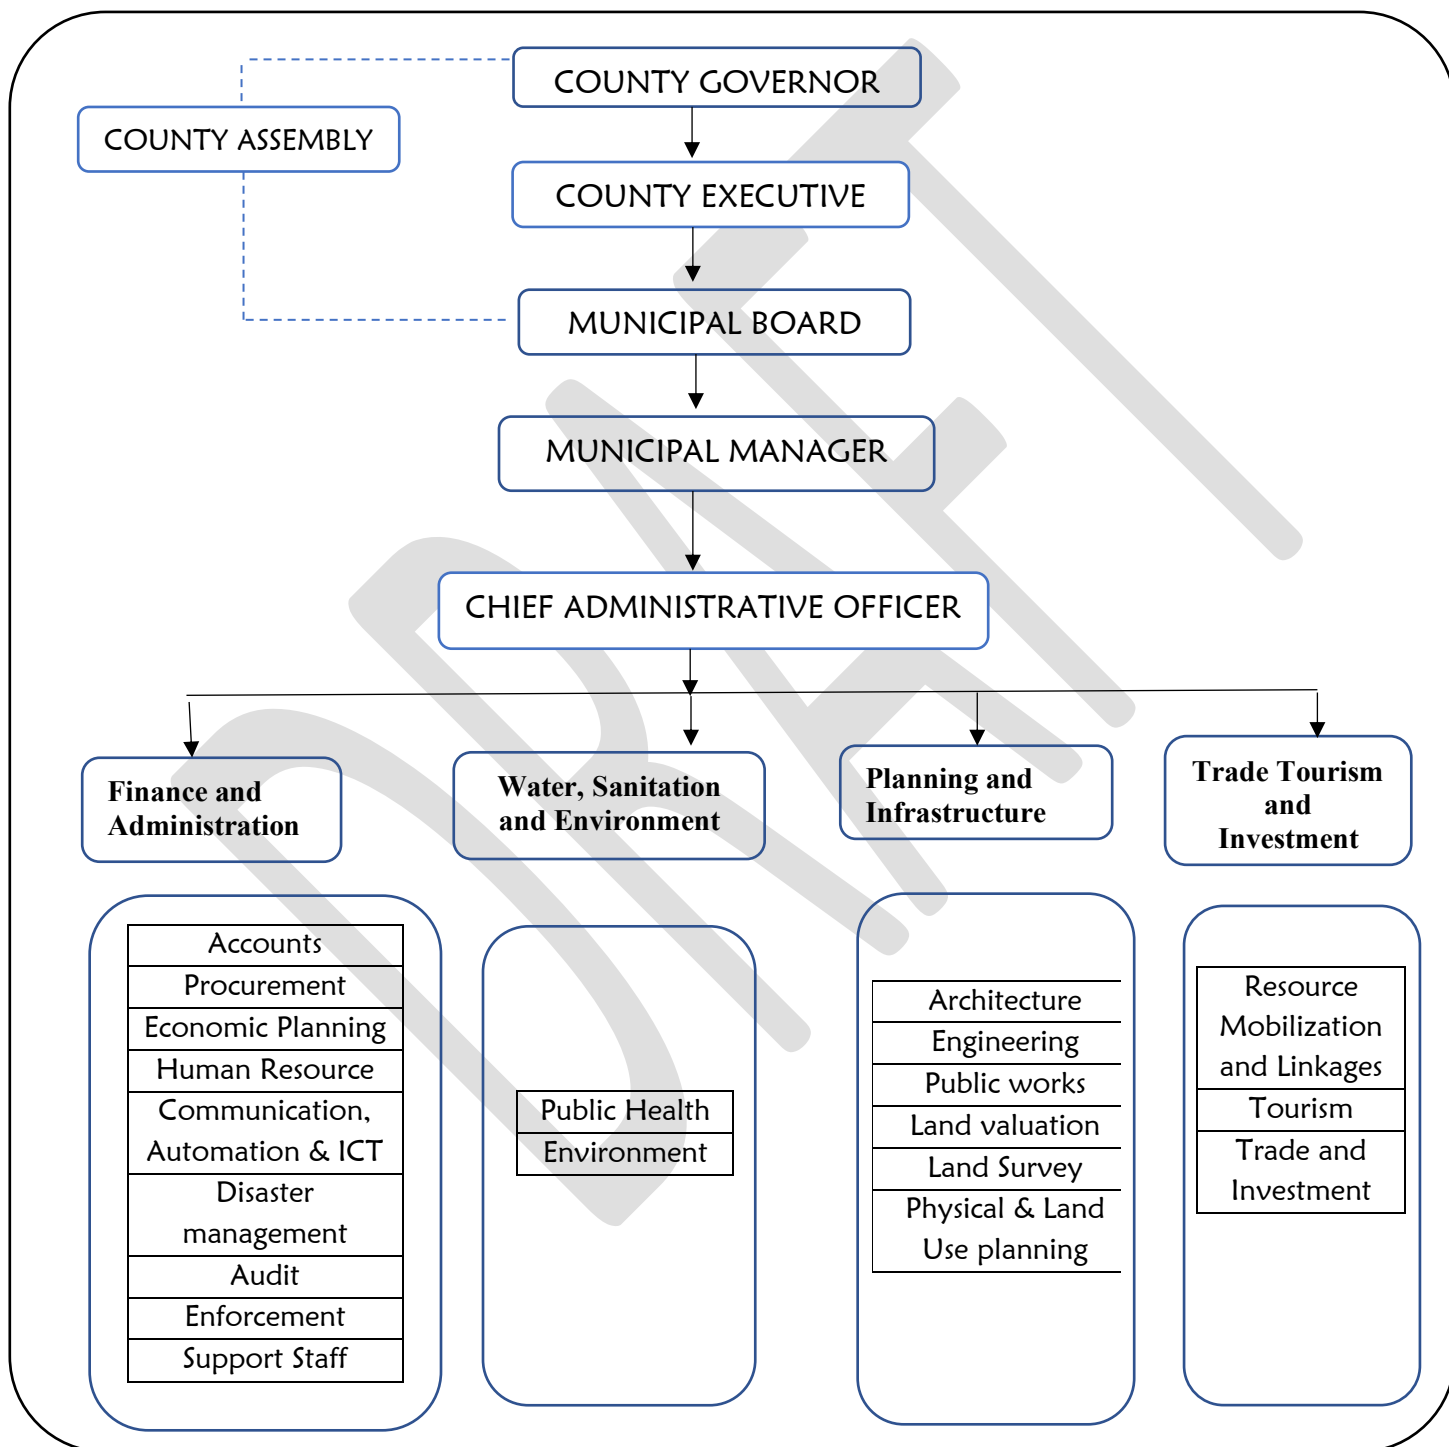 COUNTY GOVERNOR
COUNTY ASSEMBLY
COUNTY EXECUTIVE
MUNICIPAL BOARD
MUNICIPAL MANAGER
CHIEF ADMINISTRATIVE OFFICER
Finance and
Administration
Water, Sanitation
and Environment
Planning and
Infrastructure
Trade Tourism
and
Investment
Accounts
Procurement
Economic Planning
Human Resource
Communication,
Automation & ICT
Disaster
management
Audit
Enforcement
Support Staff
Public Health
Environment
Architecture
Engineering
Public works
Land valuation
Land Survey
Physical & Land
Use planning
Resource
Mobilization
and Linkages
Tourism
Trade and
Investment
DRAFT